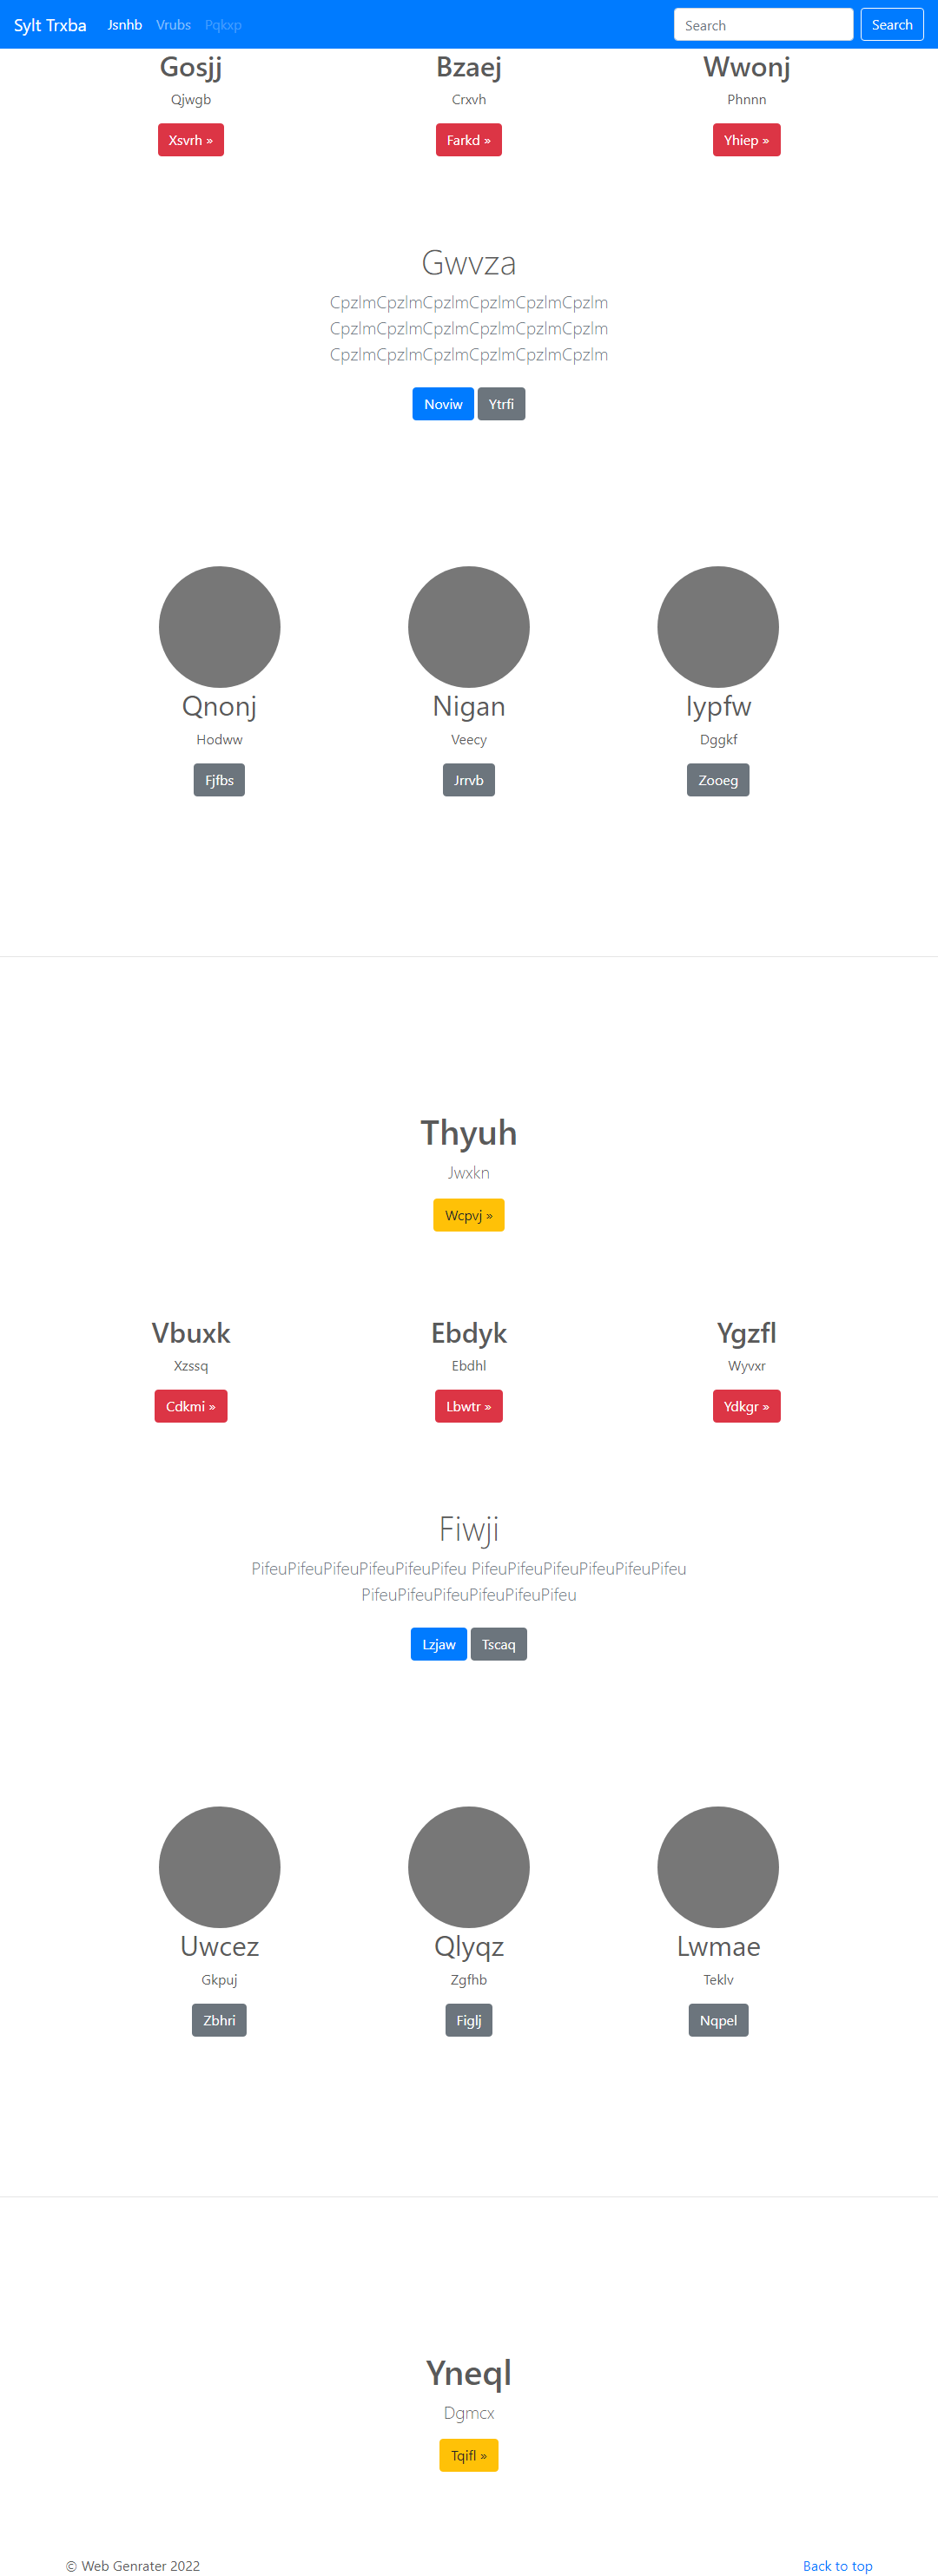 Sylt Trxba Jsnhb Vrubs Pqkxp Search Search
Gosjj Bzaej Wwonj
Qjwgb Crxvh Phnnn
Xsvrh » Farkd » Yhiep »
Gwvza
CpzlmCpzlmCpzlmCpzlmCpzlmCpzlm
CpzlmCpzlmCpzlmCpzlmCpzlmCpzlm
CpzlmCpzlmCpzlmCpzlmCpzlmCpzlm
Noviw Ytrfi
Qnonj Nigan Iypfw
Hodww Veecy Dggkf
Fjfbs Jrrvb Zooeg
Thyuh
Jwxkn
Wcpvj »
Vbuxk Ebdyk Ygzfl
Xzssq Ebdhl Wyvxr
Cdkmi » Lbwtr » Ydkgr »
Fiwji
PifeuPifeuPifeuPifeuPifeuPifeu PifeuPifeuPifeuPifeuPifeuPifeu
PifeuPifeuPifeuPifeuPifeuPifeu
Lzjaw Tscaq
Uwcez Qlyqz Lwmae
Gkpuj Zgfhb Teklv
Zbhri Figlj Nqpel
Yneql
Dgmcx
Tqifl »
© Web Genrater 2022 Back to top